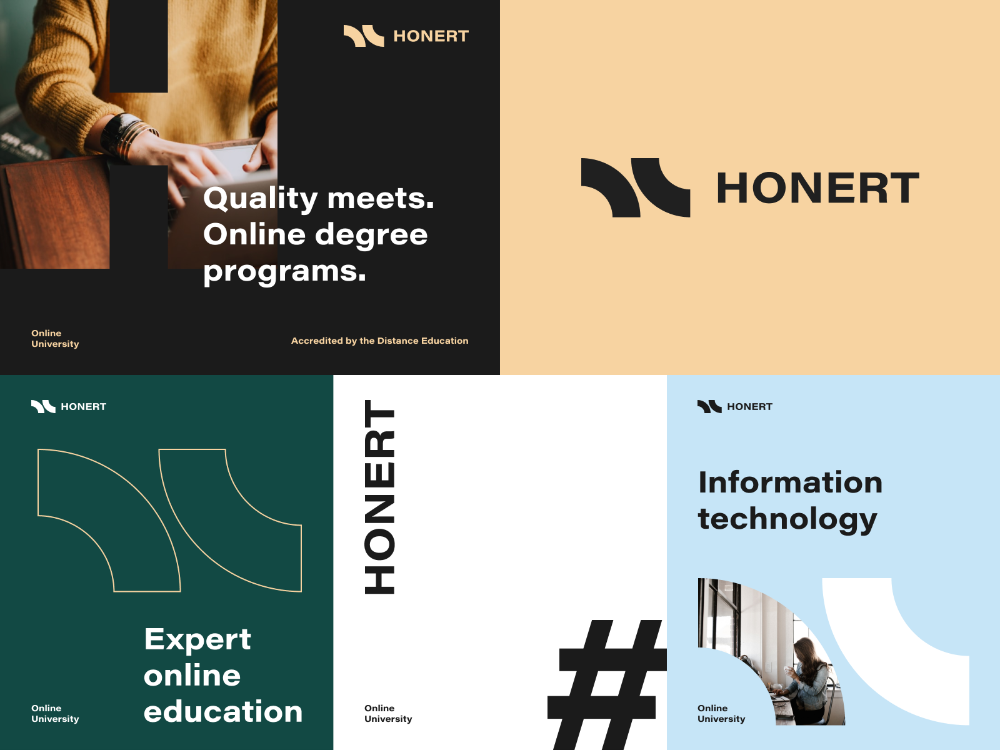 HONERT
Quality meets.
Online degree
programs.
Online
University
Accredited by the Distance Education
HONERT
HONERT
Expert
online
education
Online
University
HONERT
#
Online
University
HONERT
Information
technology
Online
University